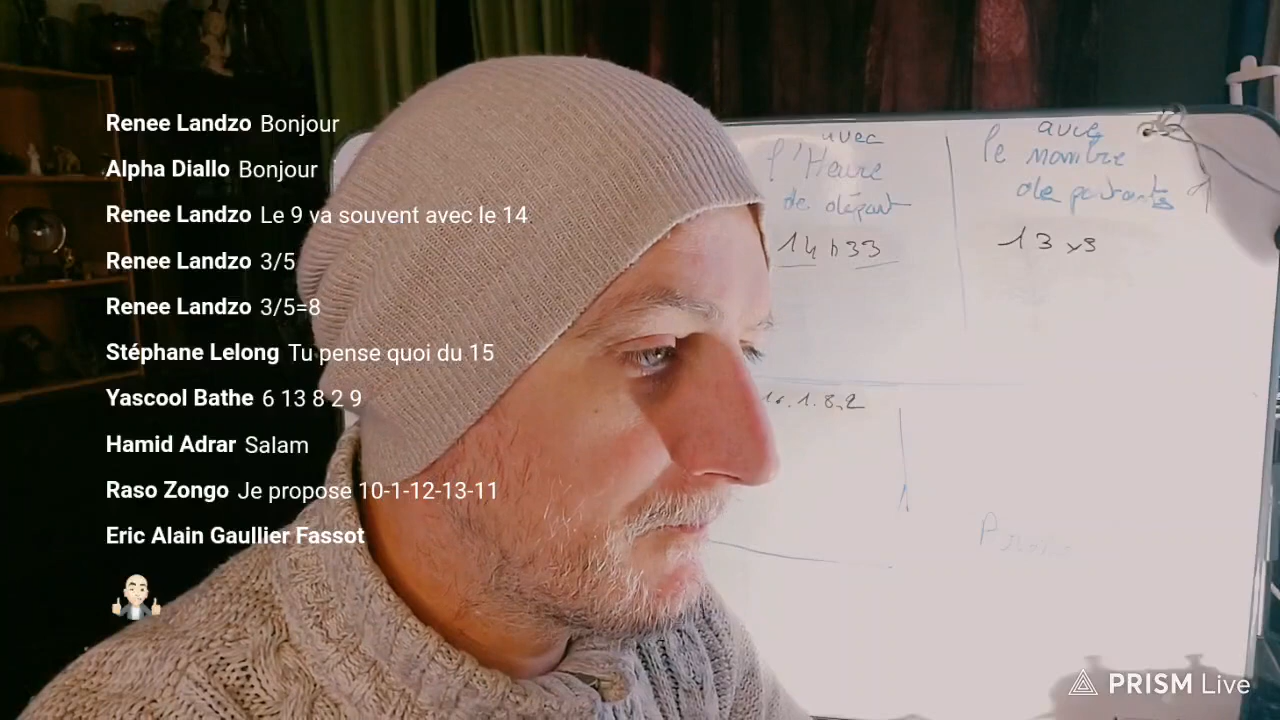 Renee Landzo Bonjour
Alpha Diallo Bonjour
Renee Landzo Le 9 va souvent avec le 14
Renee Landzo 3/5
Renee Landzo 3/5=8
Stéphane Lelong Tu pense quoi du 15
Yascool Bathe 6 13 8 2 9
Hamid Adrar Salam
Raso Zongo Je propose 10-1-12-13-11
Eric Alain Gaullier Fassot
avec
l'Heure
de départ
14h33
avec
le nombre
de partants
13
1.8.2
PRISM Live